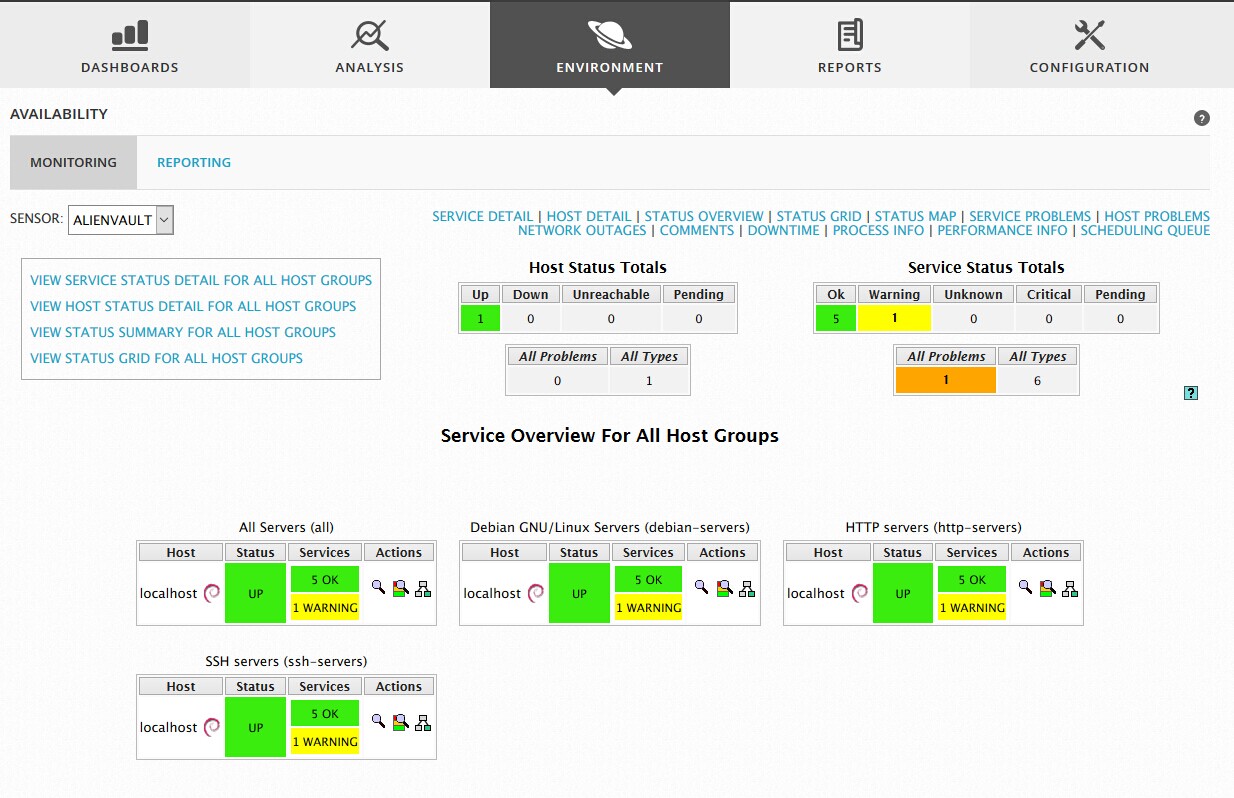 DASHBOARDS ANALYSIS ENVIRONMENT REPORTS CONFIGURATION
AVAILABILITY
?
MONITORING REPORTING
SENSOR: ALIENVAULT
SERVICE DETAIL | HOST DETAIL | STATUS OVERVIEW | STATUS GRID | STATUS MAP | SERVICE PROBLEMS | HOST PROBLEMS
NETWORK OUTAGES | COMMENTS | DOWNTIME | PROCESS INFO | PERFORMANCE INFO | SCHEDULING QUEUE
VIEW SERVICE STATUS DETAIL FOR ALL HOST GROUPS
VIEW HOST STATUS DETAIL FOR ALL HOST GROUPS
VIEW STATUS SUMMARY FOR ALL HOST GROUPS
VIEW STATUS GRID FOR ALL HOST GROUPS
Host Status Totals
Up Down Unreachable Pending
1 0 0 0
All Problems All Types
0 1
Service Status Totals
Ok Warning Unknown Critical Pending
5 1 0 0 0
All Problems All Types
1 6
?
Service Overview For All Host Groups
All Servers (all)
Host Status Services Actions
localhost UP 5 OK
1 WARNING
Debian GNU/Linux Servers (debian-servers)
Host Status Services Actions
localhost UP 5 OK
1 WARNING
HTTP servers (http-servers)
Host Status Services Actions
localhost UP 5 OK
1 WARNING
SSH servers (ssh-servers)
Host Status Services Actions
localhost UP 5 OK
1 WARNING